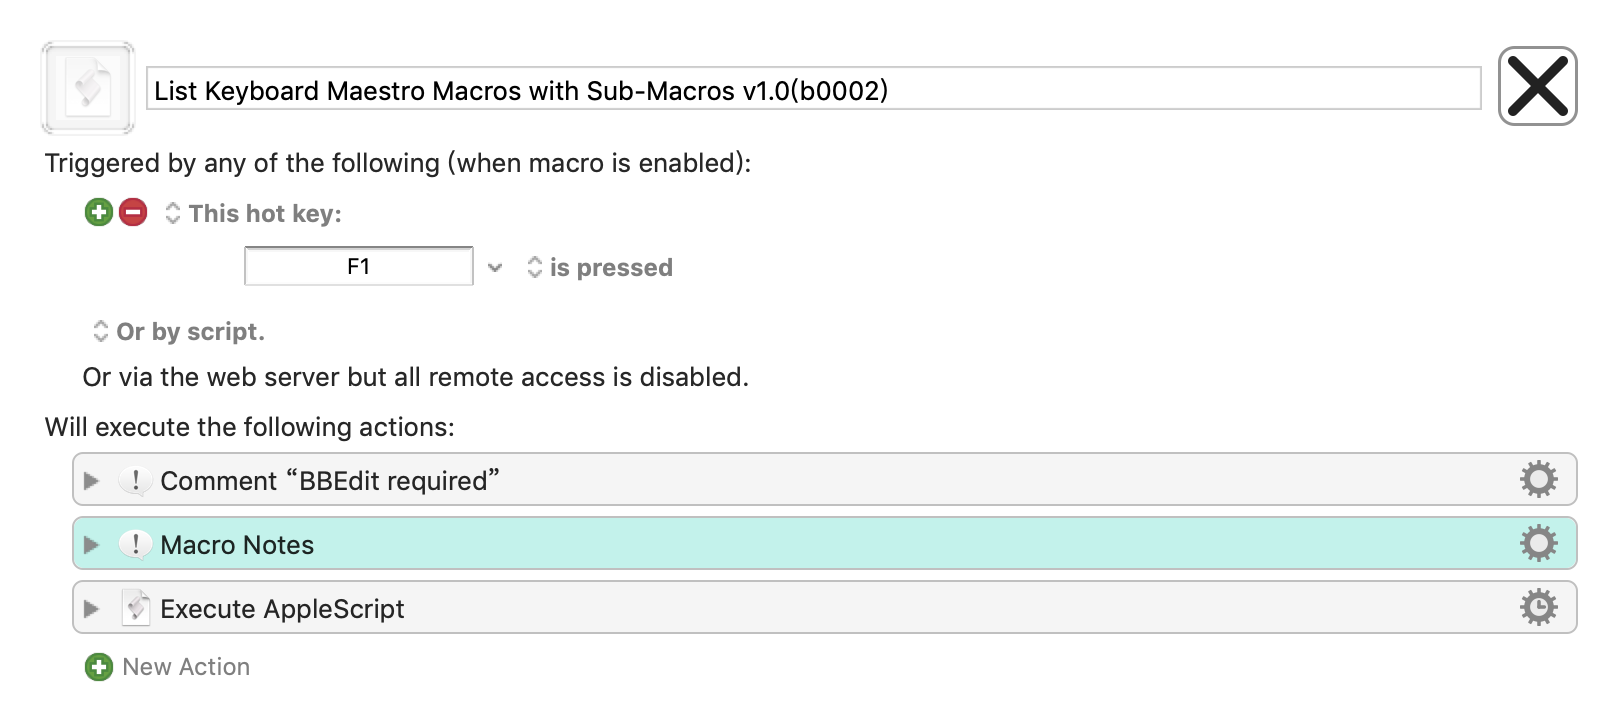 List Keyboard Maestro Macros with Sub-Macros v1.0(b0002)
Triggered by any of the following (when macro is enabled):
This hot key:
F1 is pressed
Or by script.
Or via the web server but all remote access is disabled.
Will execute the following actions:
! Comment “BBEdit required”
! Macro Notes
Execute AppleScript
New Action